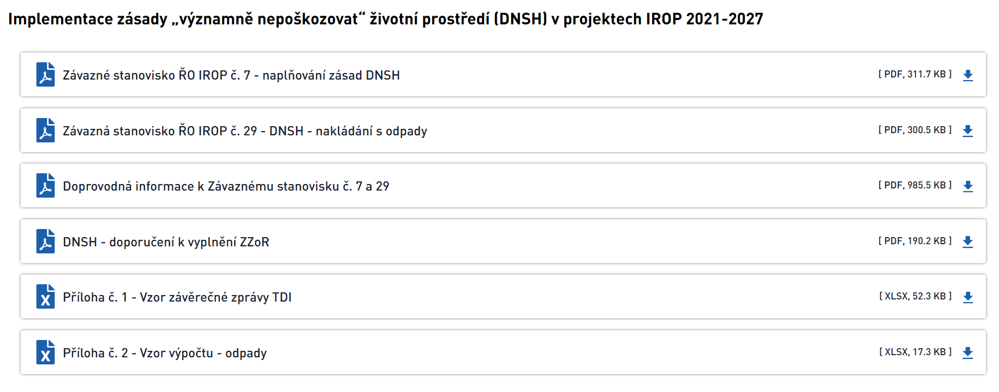 Implementace zásady „významně nepoškozovat“ životní prostředí (DNSH) v projektech IROP 2021-2027
Závazné stanovisko ŘO IROP č. 7 - naplňování zásad DNSH [ PDF, 311.7 KB ]
Závazná stanovisko ŘO IROP č. 29 - DNSH - nakládání s odpady [ PDF, 300.5 KB ]
Doprovodná informace k Závaznému stanovisku č. 7 a 29 [ PDF, 985.5 KB ]
DNSH - doporučení k vyplnění ZZoR [ PDF, 190.2 KB ]
Příloha č. 1 - Vzor závěrečné zprávy TDI [ XLSX, 52.3 KB ]
Příloha č. 2 - Vzor výpočtu - odpady [ XLSX, 17.3 KB ]